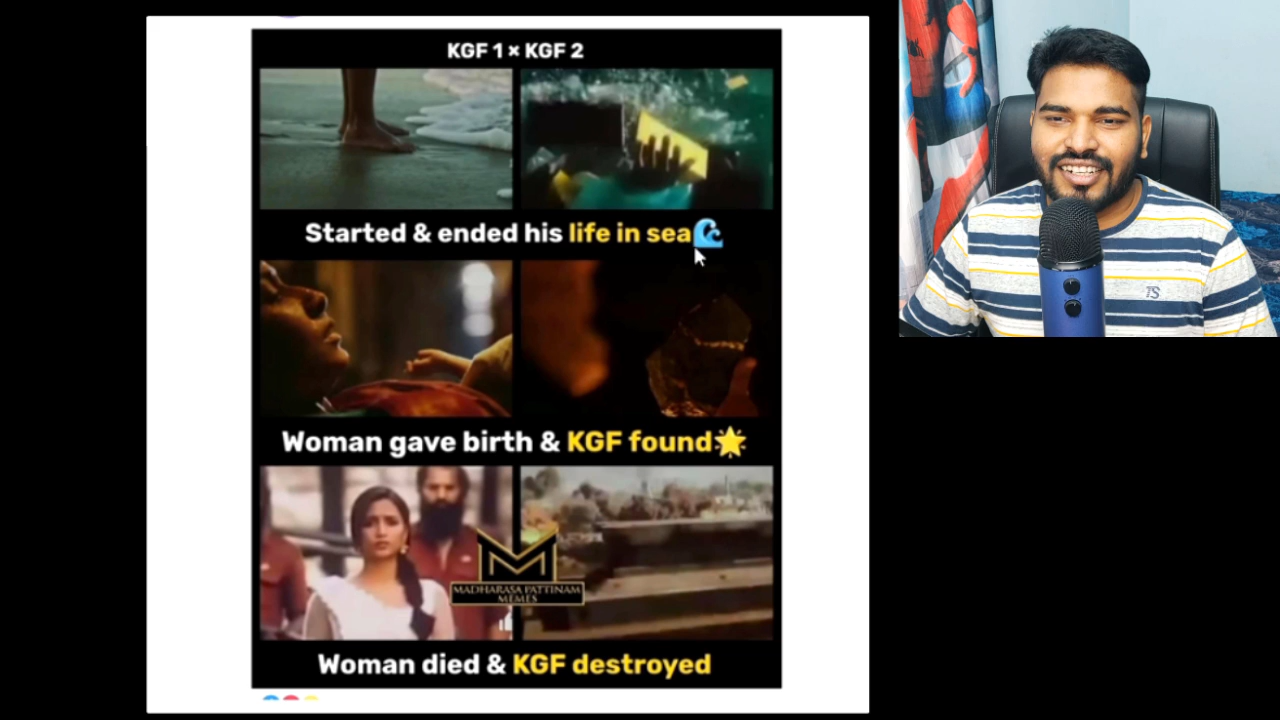 KGF 1 × KGF 2
Started & ended his life in sea🌊
Woman gave birth & KGF found🌟
MADHARASA PATTINAM
MEMES
Woman died & KGF destroyed
TS